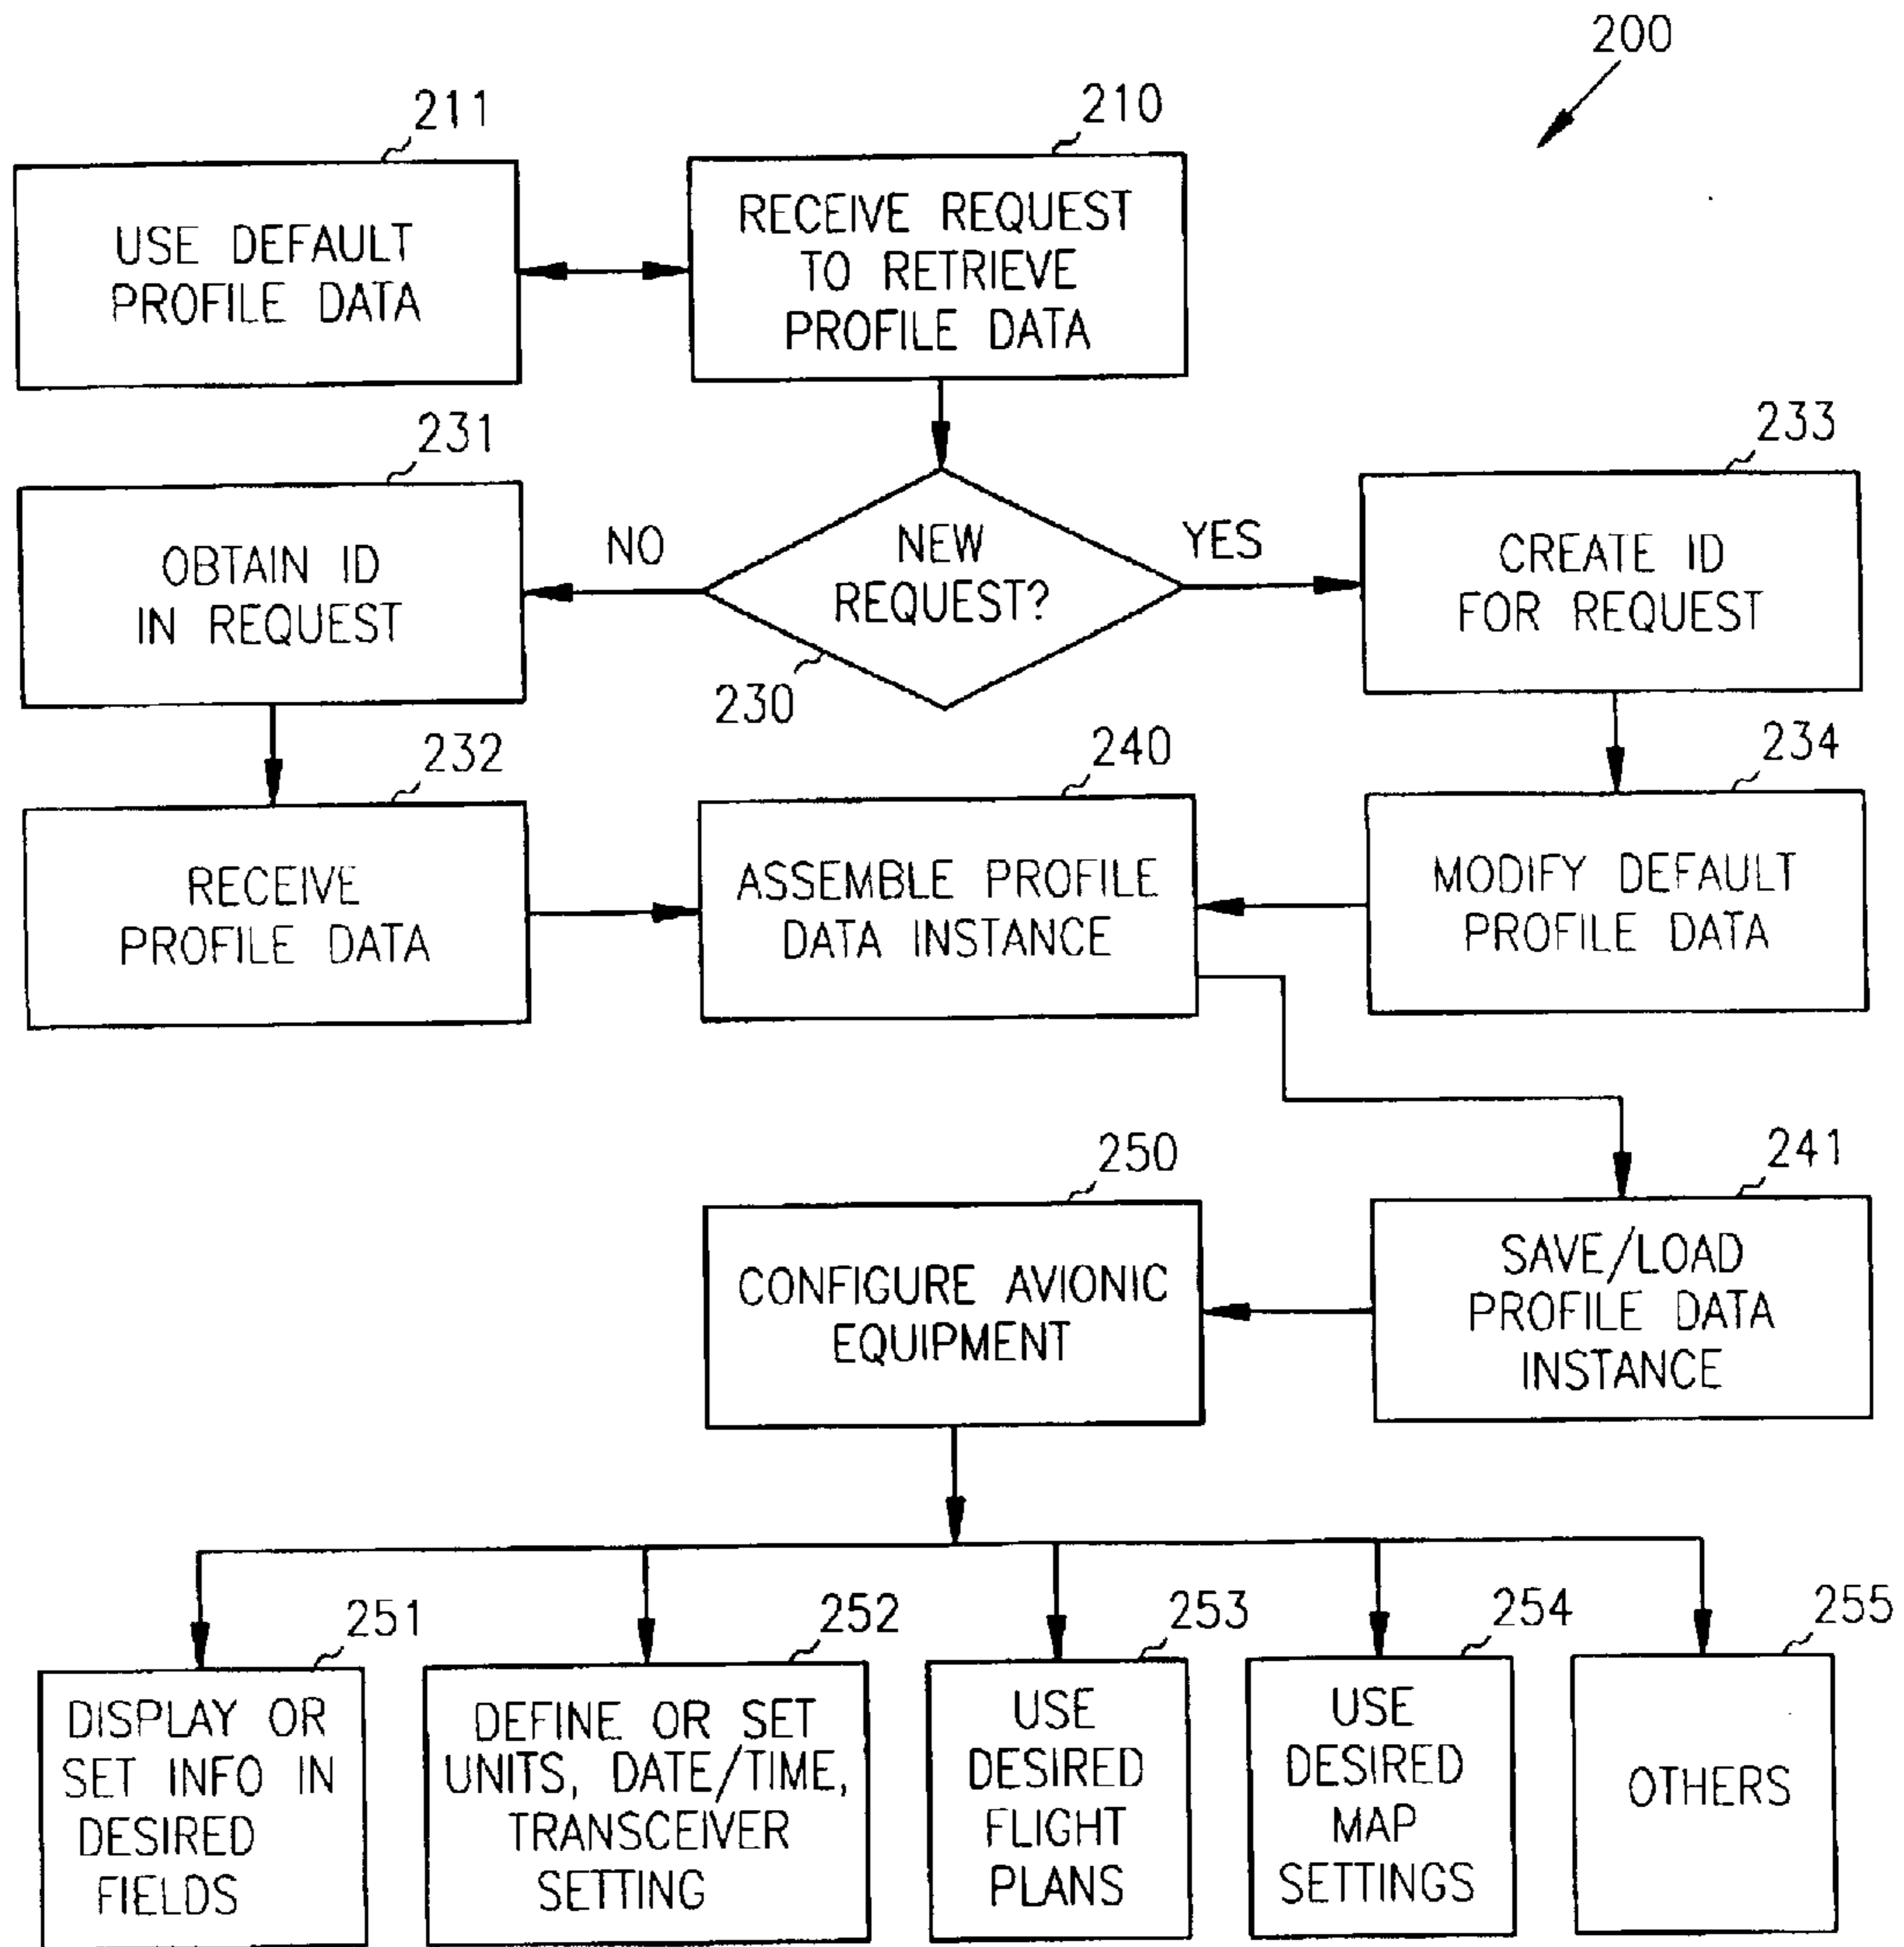 200
211
210
USE DEFAULT
PROFILE DATA
RECEIVE REQUEST
TO RETRIEVE
PROFILE DATA
231
233
OBTAIN ID
IN REQUEST
NO
NEW
REQUEST?
YES
CREATE ID
FOR REQUEST
230
232
240
234
RECEIVE
PROFILE DATA
ASSEMBLE PROFILE
DATA INSTANCE
MODIFY DEFAULT
PROFILE DATA
250
241
CONFIGURE AVIONIC
EQUIPMENT
SAVE/LOAD
PROFILE DATA
INSTANCE
251
252
253
254
255
DISPLAY OR
SET INFO IN
DESIRED
FIELDS
DEFINE OR SET
UNITS, DATE/TIME,
TRANSCEIVER
SETTING
USE
DESIRED
FLIGHT
PLANS
USE
DESIRED
MAP
SETTINGS
OTHERS